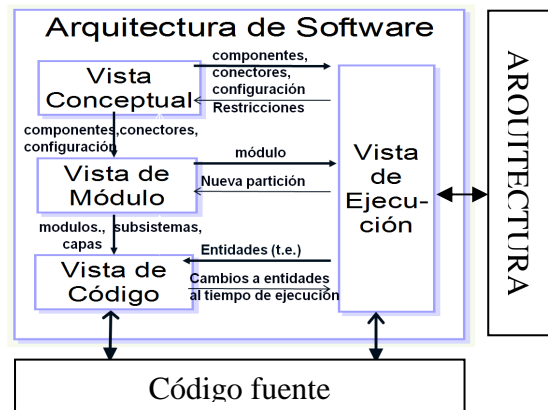 Arquitectura de Software
componentes,
conectores,
configuración
Restricciones
Vista
Conceptual
componentes,conectores,
configuración
Vista de
Módulo
módulo
Nueva partición
Vista
de
Ejecu-
ción
modulos., subsistemas,
capas
Vista de
Código
Entidades (t.e.)
Cambios a entidades
al tiempo de ejecución
ARQUITECTURA
Código fuente